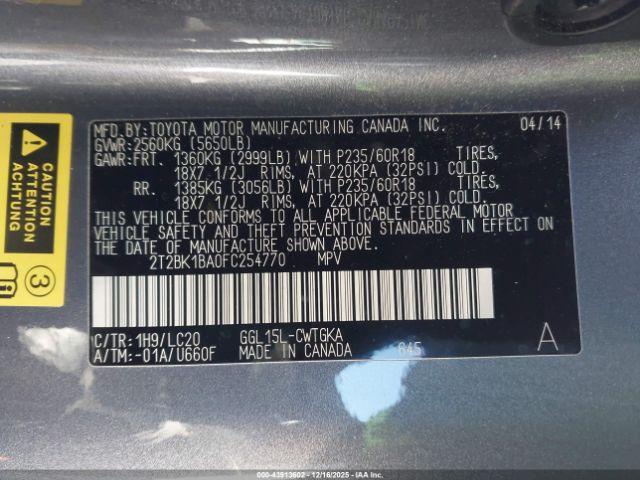 CAUTION
ATTENTION
ACHTUNG
3
MFD.BY:TOYOTA MOTOR MANUFACTURING CANADA INC. 04/14
GVWR:2560KG (5650LB)
GAWR:FRT. 1360KG (2999LB) WITH P235/60R18 TIRES,
18X7 1/2J RIMS, AT 220KPA (32PSI) COLD.
RR. 1385KG (3056LB) WITH P235/60R18 TIRES,
18X7 1/2J RIMS, AT 220KPA (32PSI) COLD.
THIS VEHICLE CONFORMS TO ALL APPLICABLE FEDERAL MOTOR
VEHICLE SAFETY AND THEFT PREVENTION STANDARDS IN EFFECT ON
THE DATE OF MANUFACTURE SHOWN ABOVE.
2T2BK1BA0FC254770 MPV
C/TR:1H9/LC20 GGL15L-CWTGKA
A/TM:-01A/U660F MADE IN CANADA 645 A
000-43913602 - 12/16/2025 - IAAI.com